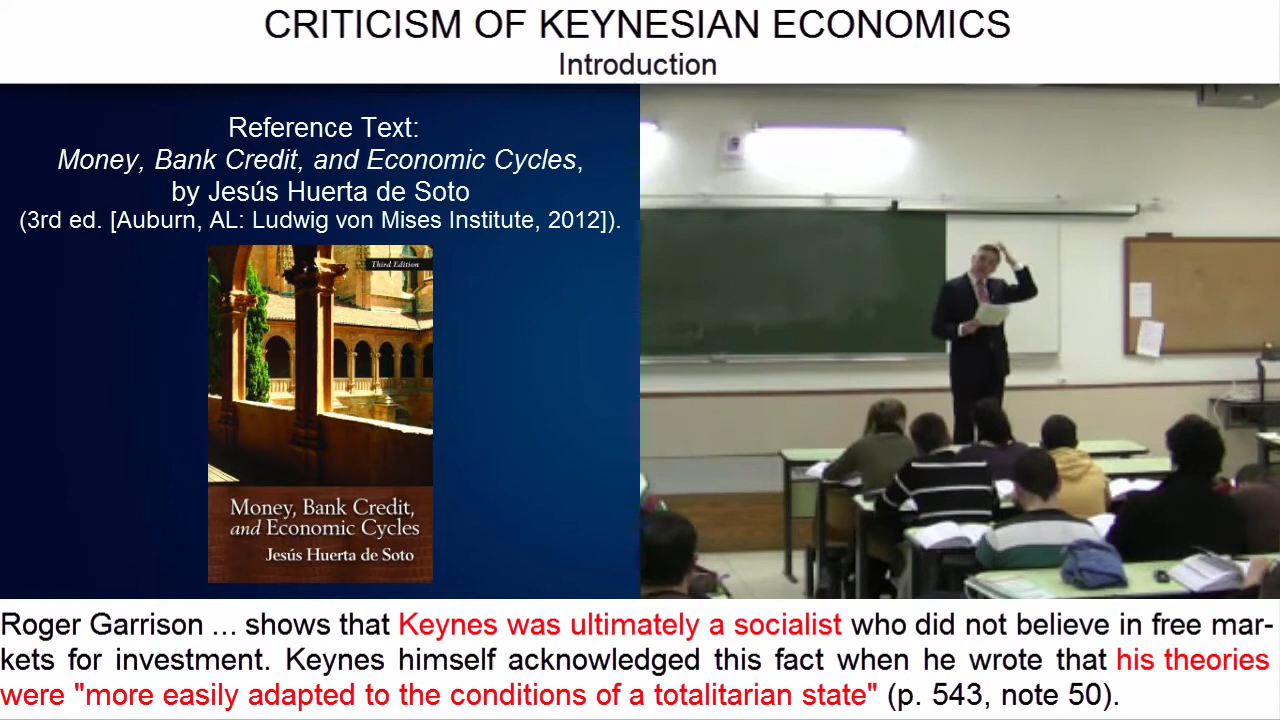 CRITICISM OF KEYNESIAN ECONOMICS
Introduction
Reference Text:
Money, Bank Credit, and Economic Cycles,
by Jesús Huerta de Soto
(3rd ed. [Auburn, AL: Ludwig von Mises Institute, 2012]).
Third Edition
Money, Bank Credit,
and Economic Cycles
Jesús Huerta de Soto
Roger Garrison ... shows that Keynes was ultimately a socialist who did not believe in free mar-
kets for investment. Keynes himself acknowledged this fact when he wrote that his theories
were "more easily adapted to the conditions of a totalitarian state" (p. 543, note 50).